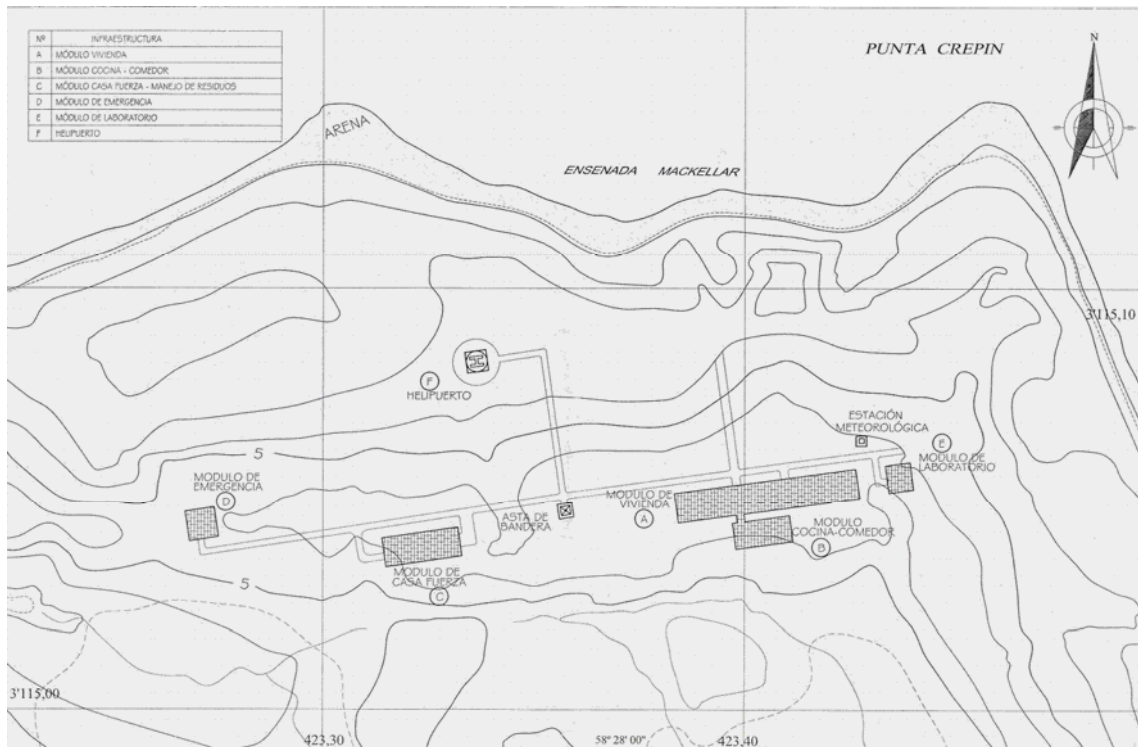 Nº INFRAESTRUCTURA
A MÓDULO VIVIENDA
B MÓDULO COCINA - COMEDOR
C MÓDULO CASA FUERZA - MANEJO DE RESIDUOS
D MÓDULO DE EMERGENCIA
E MÓDULO DE LABORATORIO
F HELIPUERTO
PUNTA CREPIN
N
ARENA
ENSENADA MACKELLAR
3'115,10
F
HELIPUERTO
ESTACIÓN
METEOROLÓGICA
E
MODULO DE
LABORATORIO
5
MODULO DE
EMERGENCIA
D
MODULO DE
VIVIENDA
A
ASTA DE
BANDERA
MODULO
COCINA-COMEDOR
B
MODULO DE
CASA FUERZA
C
5
3'115,00
423,30
58° 28' 00"
423,40